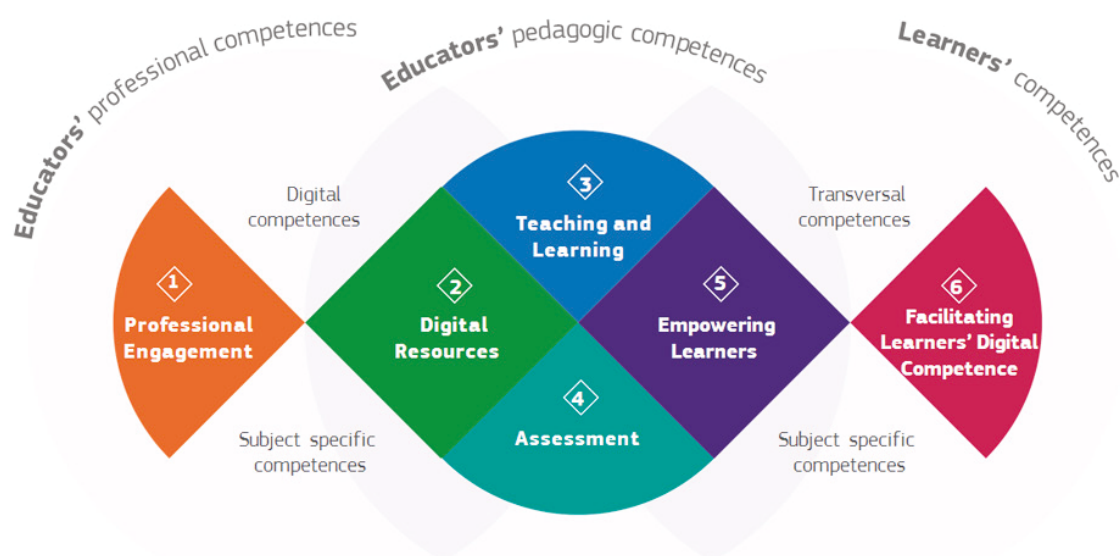 Educators' professional competences
Educators' pedagogic competences
Learners' competences
Digital
competences
Transversal
competences
Subject specific
competences
Subject specific
competences
1
Professional
Engagement
2
Digital
Resources
3
Teaching and
Learning
4
Assessment
5
Empowering
Learners
6
Facilitating
Learners' Digital
Competence